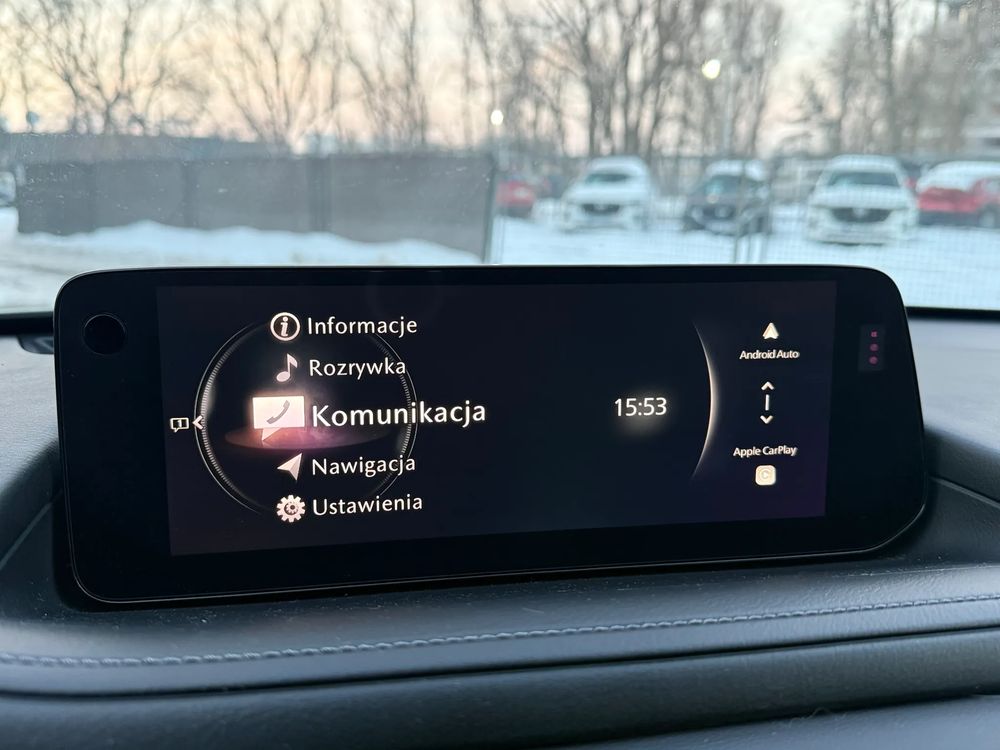 Informacje
Rozrywka
Komunikacja
Nawigacja
Ustawienia
15:53
Android Auto
Apple CarPlay